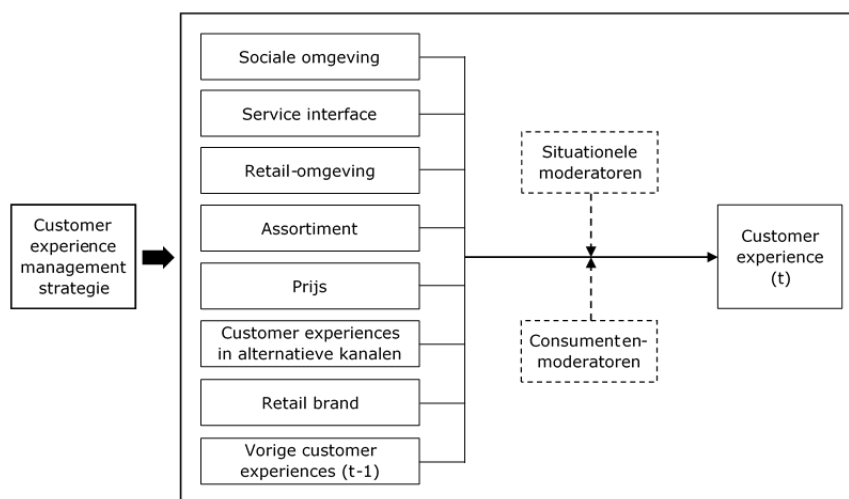 Sociale omgeving
Service interface
Retail-omgeving
Assortiment
Prijs
Customer experiences
in alternatieve kanalen
Retail brand
Vorige customer
experiences (t-1)
Customer
experience
management
strategie
Situationele
moderatoren
Consumenten-
moderatoren
Customer
experience
(t)